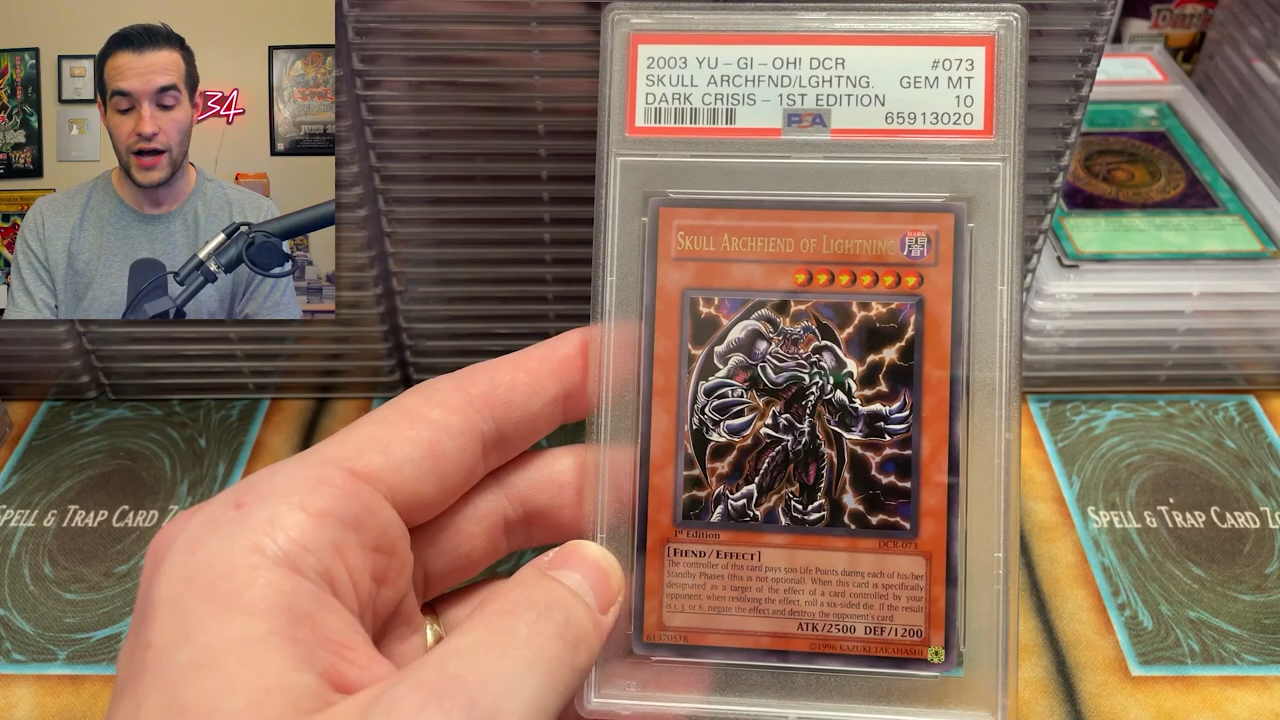 34
2003 YU-GI-OH! DCR #073
SKULL ARCHFND/LGHTNG. GEM MT
DARK CRISIS-1ST EDITION 10
PSA 65913020
SKULL ARCHFIEND OF LIGHTNING
DARK
闇
1st Edition
DCR-073
[FIEND/EFFECT]
The controller of this card pays 500 Life Points during each of his/her
Standby Phases (this is not optional). When this card is specifically
designated as a target of the effect of a card controlled by your
opponent, when resolving the effect, roll a six-sided die. If the result
is 1, 3, or 6, negate the effect and destroy the opponent's card.
ATK/2500 DEF/1200
61370518
©1996 KAZUKI TAKAHASHI
SPELL & TRAP CARD Z
SPELL & TRAP CARD ZO